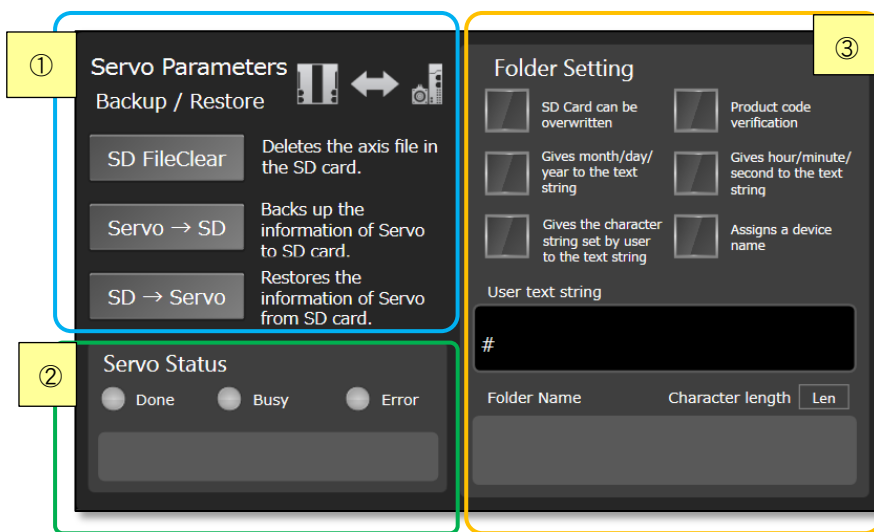 ①
Servo Parameters
Backup / Restore
SD FileClear
Deletes the axis file in
the SD card.
Servo → SD
Backs up the
information of Servo
to SD card.
SD → Servo
Restores the
information of Servo
from SD card.
②
Servo Status
Done
Busy
Error
③
Folder Setting
SD Card can be
overwritten
Product code
verification
Gives month/day/
year to the text
string
Gives hour/minute/
second to the text
string
Gives the character
string set by user
to the text string
Assigns a device
name
User text string
#
Folder Name
Character length
Len